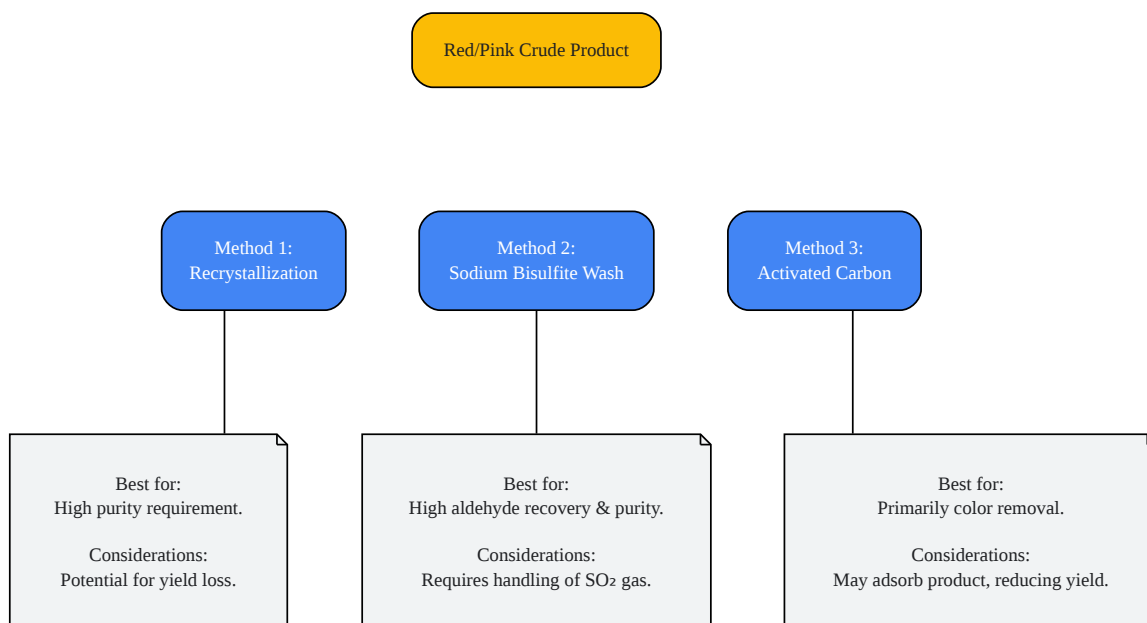 Red/Pink Crude Product
Method 1:
Recrystallization
Method 2:
Sodium Bisulfite Wash
Method 3:
Activated Carbon
Best for:
High purity requirement.
Considerations:
Potential for yield loss.
Best for:
High aldehyde recovery & purity.
Considerations:
Requires handling of SO₂ gas.
Best for:
Primarily color removal.
Considerations:
May adsorb product, reducing yield.